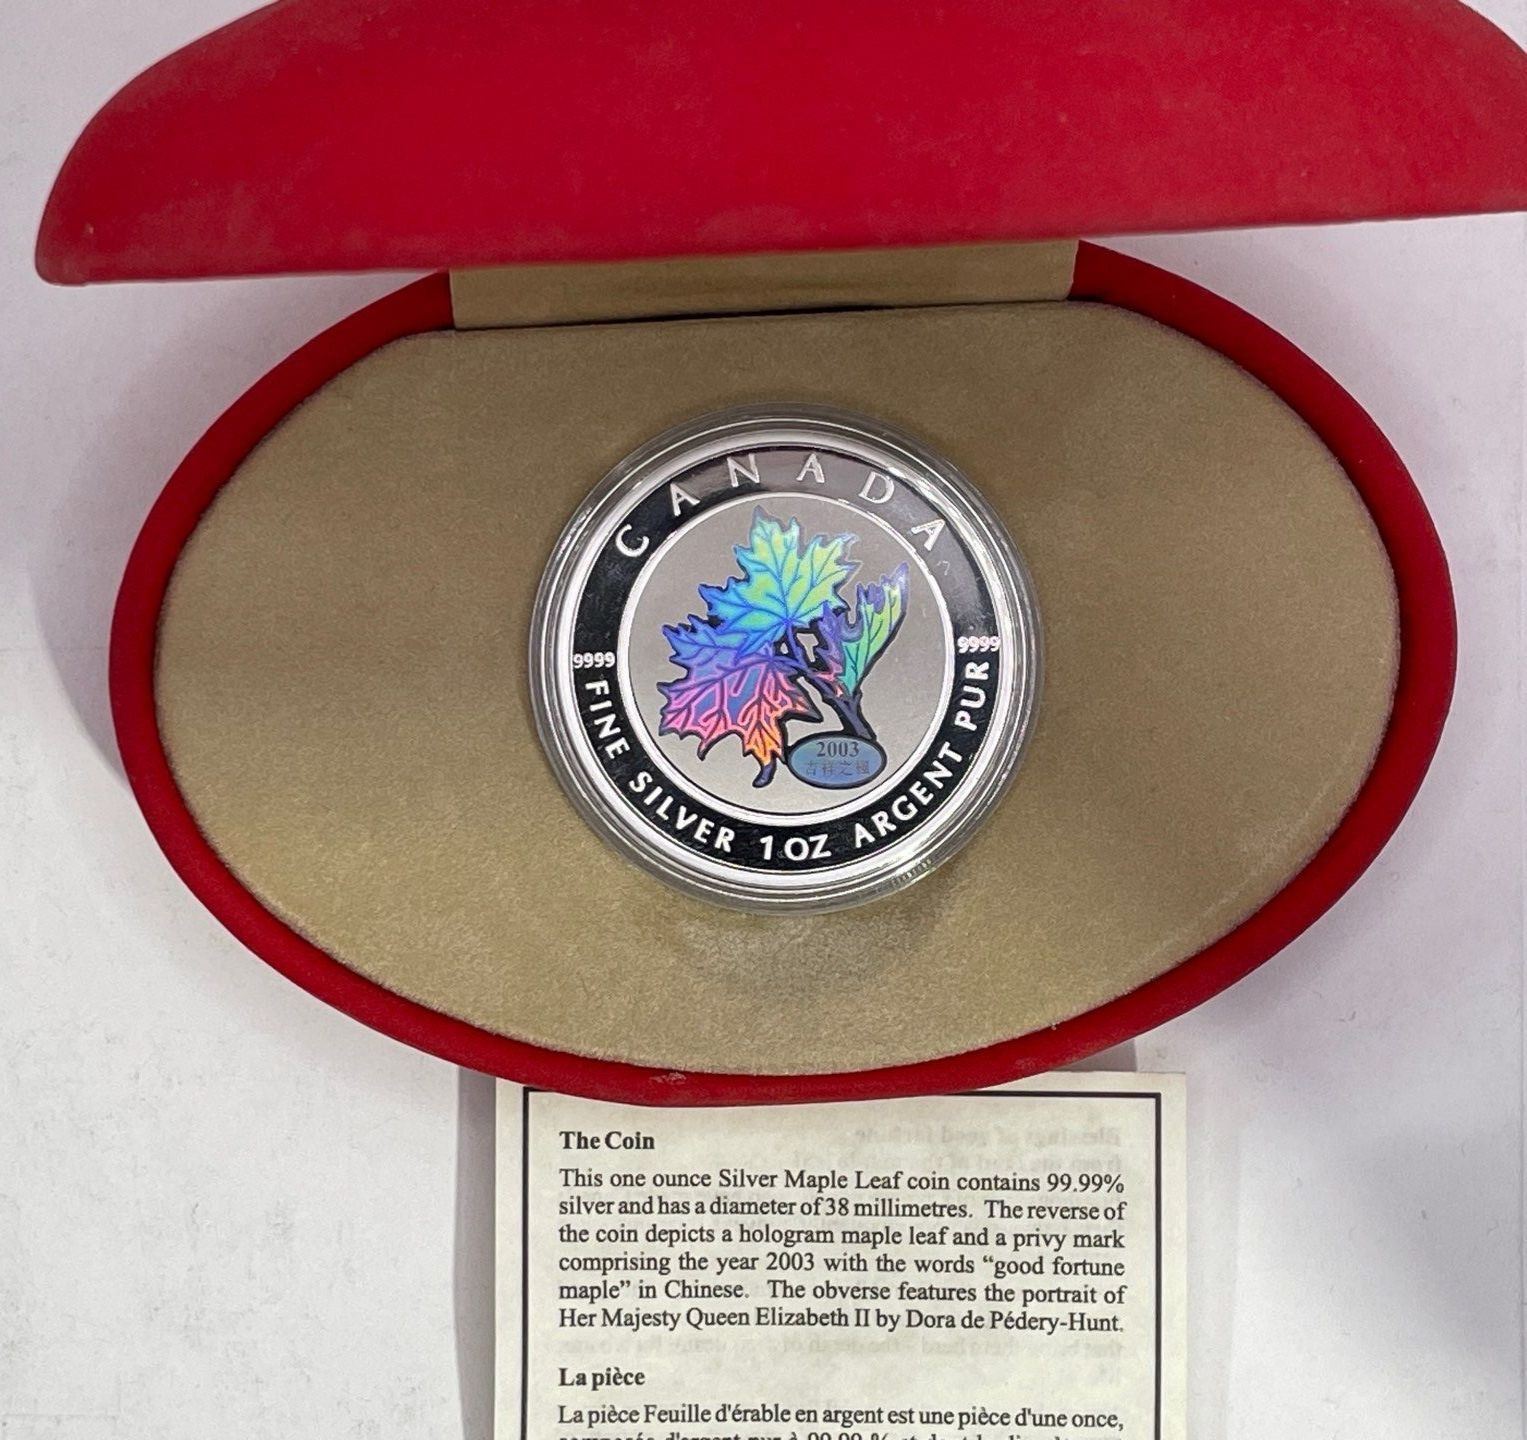 CANADA
9999
9999
FINE SILVER 1 OZ ARGENT PUR
2003
吉祥之楓
The Coin
This one ounce Silver Maple Leaf coin contains 99.99%
silver and has a diameter of 38 millimetres. The reverse of
the coin depicts a hologram maple leaf and a privy mark
comprising the year 2003 with the words “good fortune
maple” in Chinese. The obverse features the portrait of
Her Majesty Queen Elizabeth II by Dora de Pédery-Hunt.
La pièce
La pièce Feuille d'érable en argent est une pièce d'une once,